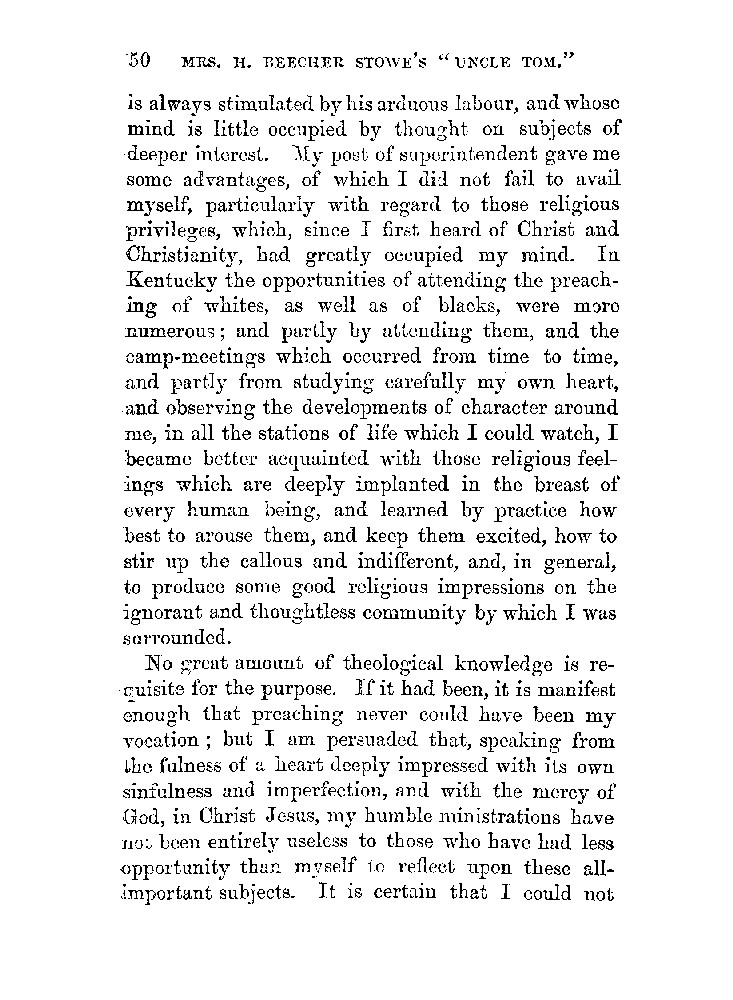 50 MRS. H. BEECHER STOWE'S "UNCLE TOM."
is always stimulated by his arduous labour, and whose
mind is little occupied by thought on subjects of
deeper interest. My post of superintendent gave me
some advantages, of which I did not fail to avail
myself, particularly with regard to those religious
privileges, which, since I first heard of Christ and
Christianity, had greatly occupied my mind. In
Kentucky the opportunities of attending the preach-
ing of whites, as well as of blacks, were more
numerous; and partly by attending them, and the
camp-meetings which occurred from time to time,
and partly from studying carefully my own heart,
and observing the developments of character around
me, in all the stations of life which I could watch, I
became better acquainted with those religious feel-
ings which are deeply implanted in the breast of
every human being, and learned by practice how
best to arouse them, and keep them excited, how to
stir up the callous and indifferent, and, in general,
to produce some good religious impressions on the
ignorant and thoughtless community by which I was
surrounded.
No great amount of theological knowledge is re-
quisite for the purpose. If it had been, it is manifest
enough that preaching never could have been my
vocation; but I am persuaded that, speaking from
the fulness of a heart deeply impressed with its own
sinfulness and imperfection, and with the mercy of
God, in Christ Jesus, my humble ministrations have
not been entirely useless to those who have had less
opportunity than myself to reflect upon these all-
important subjects. It is certain that I could not